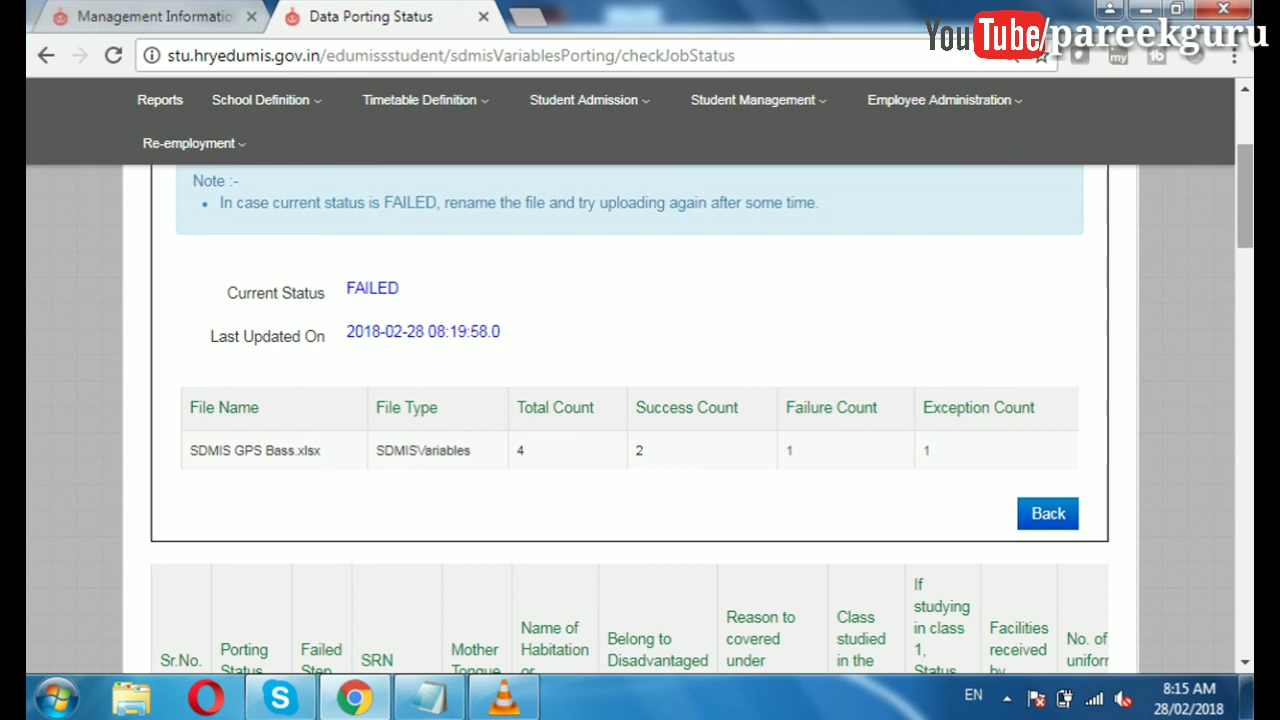 Management Informatio
Data Porting Status
YouTube/pareekguru
stu.hryedumis.gov.in/edumissstudent/sdmisVariablesPorting/checkJobStatus
my
Reports School Definition Timetable Definition Student Admission Student Management Employee Administration
Re-employment
Note :-
In case current status is FAILED, rename the file and try uploading again after some time.
Current Status FAILED
Last Updated On 2018-02-28 08:19:58.0
File Name File Type Total Count Success Count Failure Count Exception Count
SDMIS GPS Bass.xlsx SDMISVariables 4 2 1 1
Back
Sr.No.
Porting
Status
Failed
Step
SRN
Mother
Tongue
Name of
Habitation
or
Belong to
Disadvantaged
Reason to
covered
under
Class
studied
in the
If
studying
in class
1,
Status
Facilities
received
by
No. of
uniform
EN
8:15 AM
28/02/2018